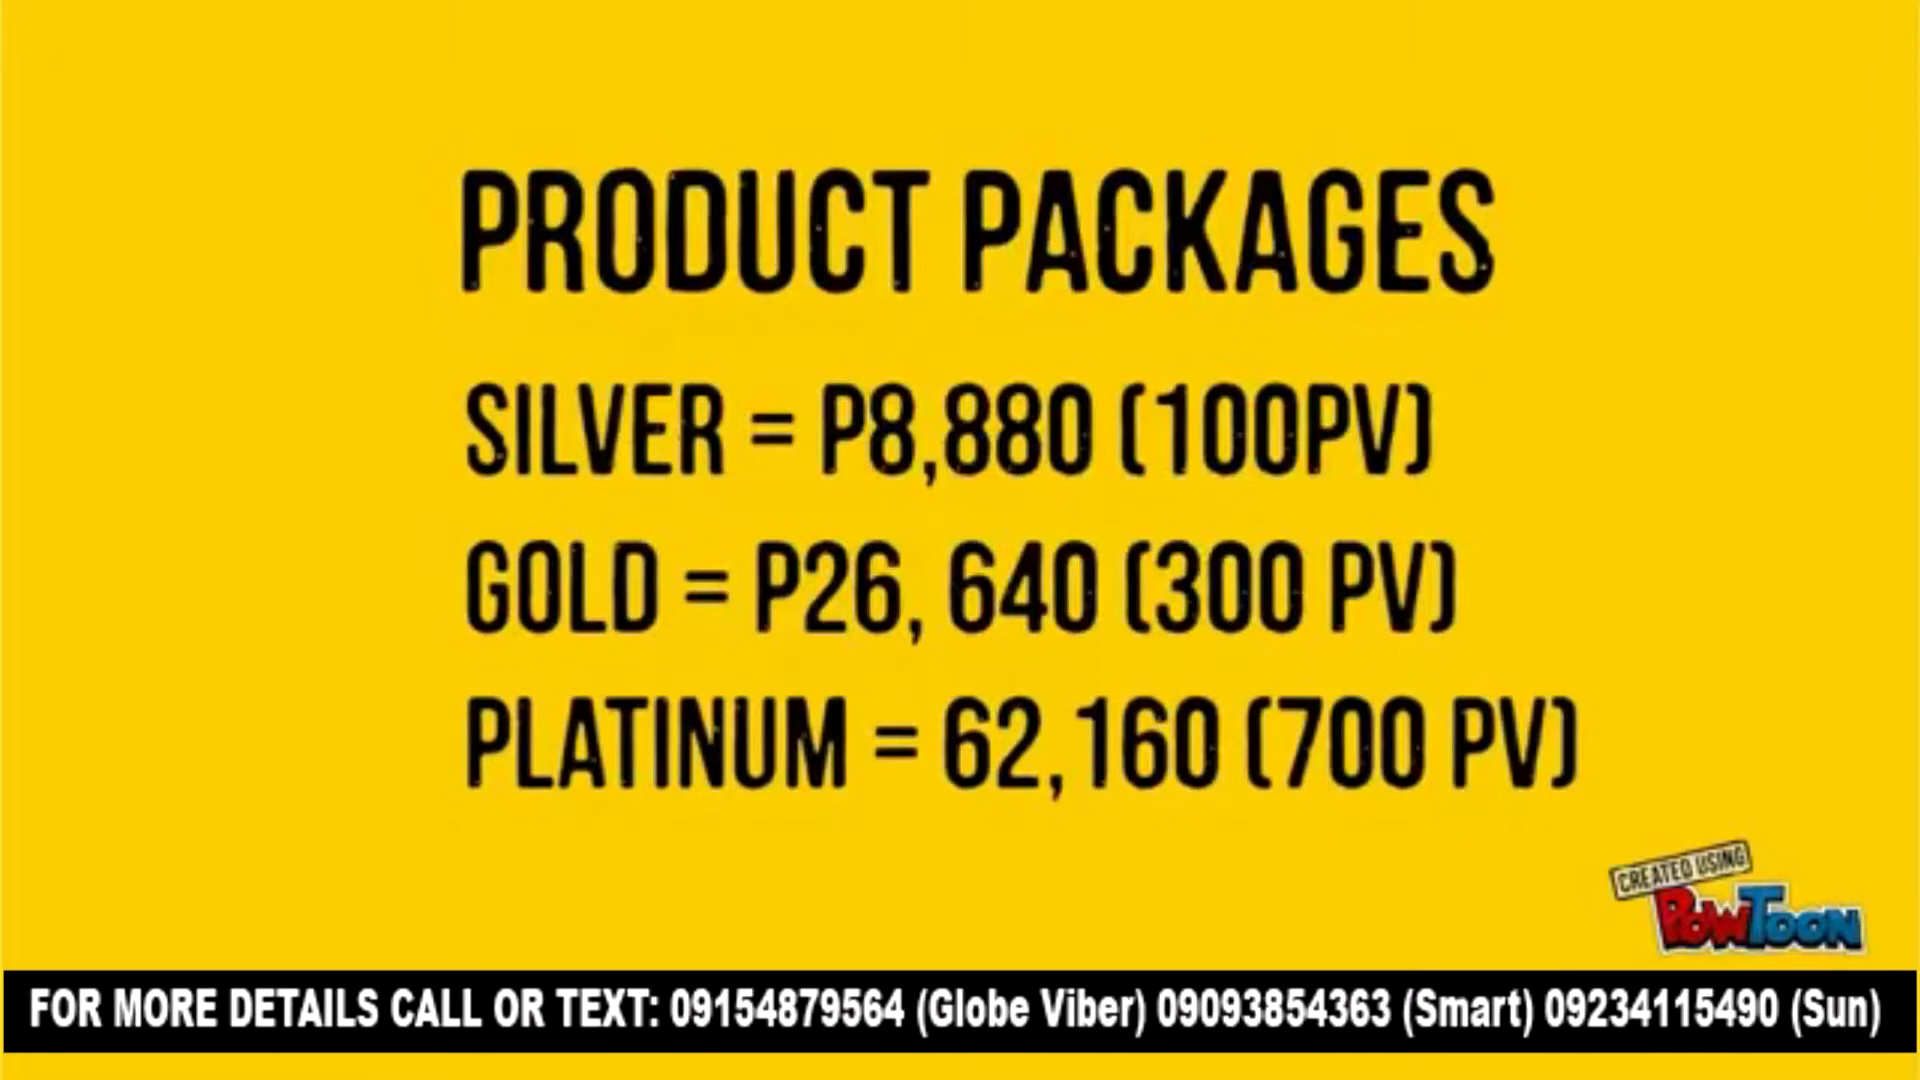 PRODUCT PACKAGES
SILVER = P8,880 (100PV)
GOLD = P26, 640 (300 PV)
PLATINUM = 62,160 (700 PV)
CREATED USING
POWTOON
FOR MORE DETAILS CALL OR TEXT: 09154879564 (Globe Viber) 09093854363 (Smart) 09234115490 (Sun)